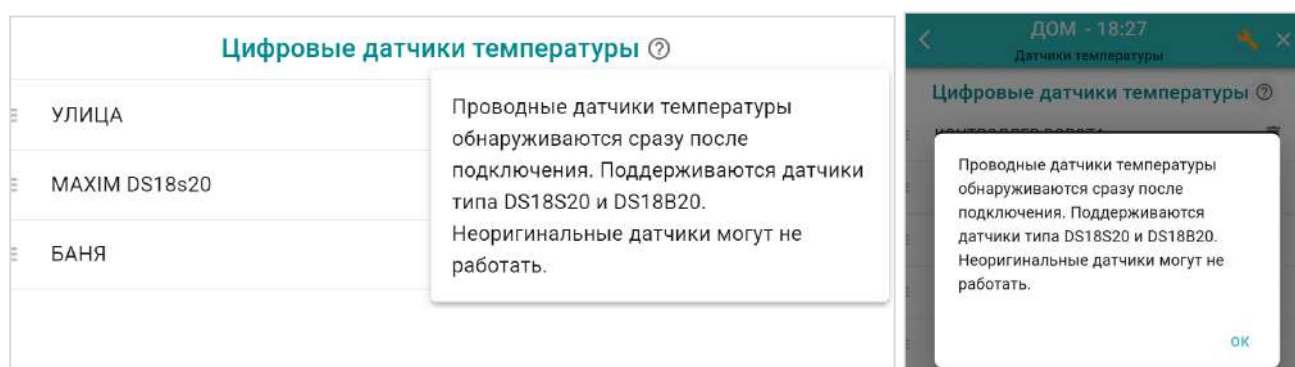 Цифровые датчики температуры ?
УЛИЦА
MAXIM DS18s20
БАНЯ
Проводные датчики температуры
обнаруживаются сразу после
подключения. Поддерживаются датчики
типа DS18S20 и DS18B20.
Неоригинальные датчики могут не
работать.
ДОМ - 18:27
Датчики температуры
Цифровые датчики температуры ?
Проводные датчики температуры
обнаруживаются сразу после
подключения. Поддерживаются
датчики типа DS18S20 и DS18B20.
Неоригинальные датчики могут не
работать.
ОК